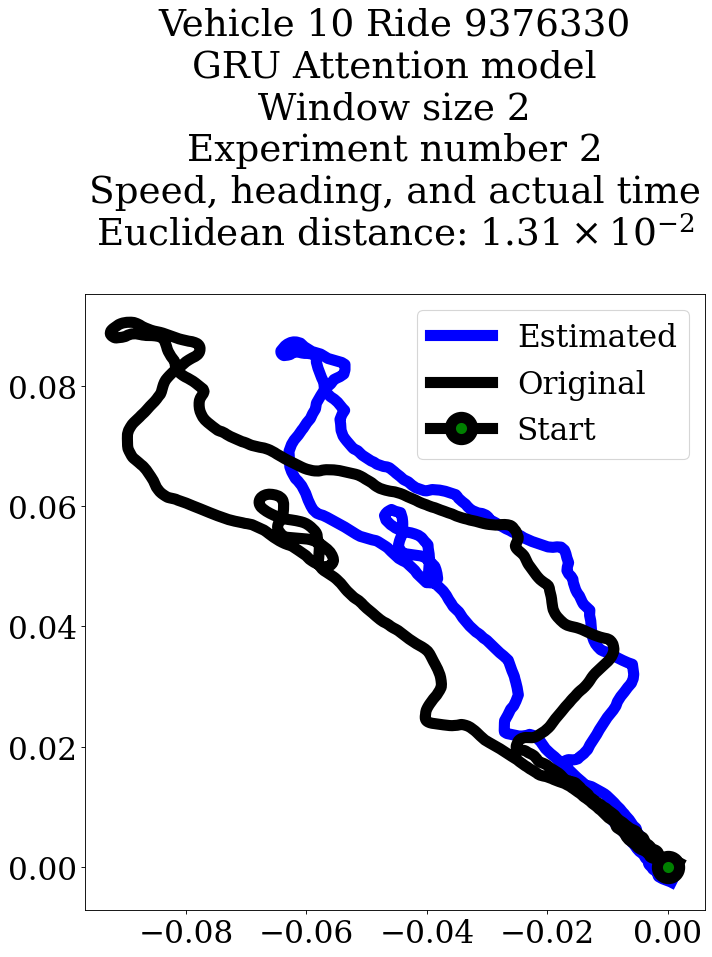 Vehicle 10 Ride 9376330
GRU Attention model
Window size 2
Experiment number 2
Speed, heading, and actual time
Euclidean distance: 1.31 × 10⁻²
Estimated
Original
Start
0.08
0.06
0.04
0.02
0.00
−0.08 −0.06 −0.04 −0.02 0.00